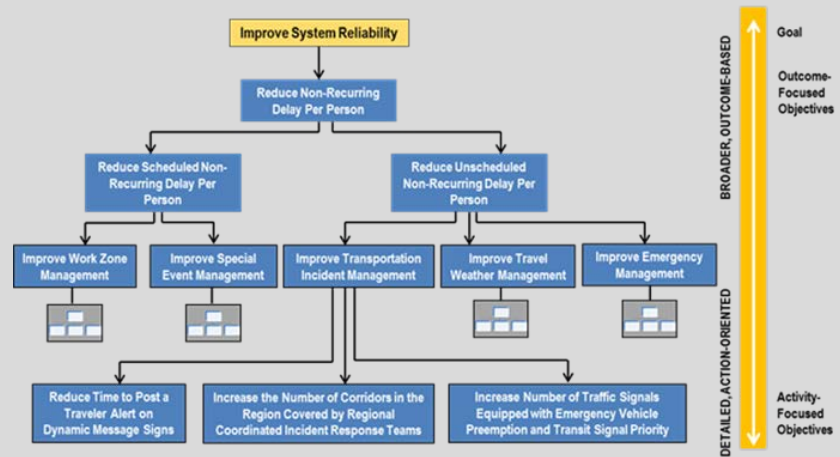 Improve System Reliability
Goal
Reduce Non-Recurring
Delay Per Person
Outcome-
Focused
Objectives
BROADER, OUTCOME-BASED
Reduce Scheduled Non-
Recurring Delay Per
Person
Reduce Unscheduled
Non-Recurring Delay Per
Person
Improve Work Zone
Management
Improve Special
Event Management
Improve Transportation
Incident Management
Improve Travel
Weather Management
Improve Emergency
Management
DETAILED, ACTION-ORIENTED
Reduce Time to Post a
Traveler Alert on
Dynamic Message Signs
Increase the Number of Corridors in the
Region Covered by Regional
Coordinated Incident Response Teams
Increase Number of Traffic Signals
Equipped with Emergency Vehicle
Preemption and Transit Signal Priority
Activity-
Focused
Objectives